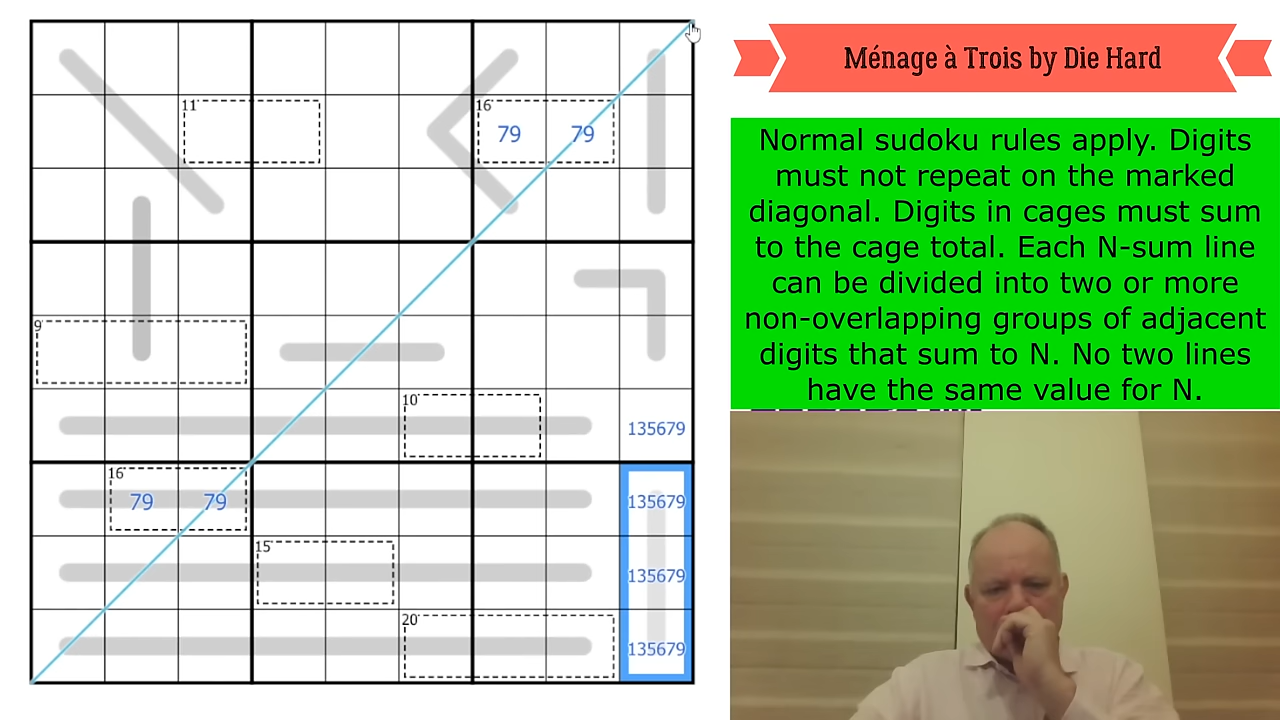 Ménage à Trois by Die Hard
Normal sudoku rules apply. Digits
must not repeat on the marked
diagonal. Digits in cages must sum
to the cage total. Each N-sum line
can be divided into two or more
non-overlapping groups of adjacent
digits that sum to N. No two lines
have the same value for N.
11 16
79 79
9
10
135679
16
79 79 135679
15
135679
20
135679